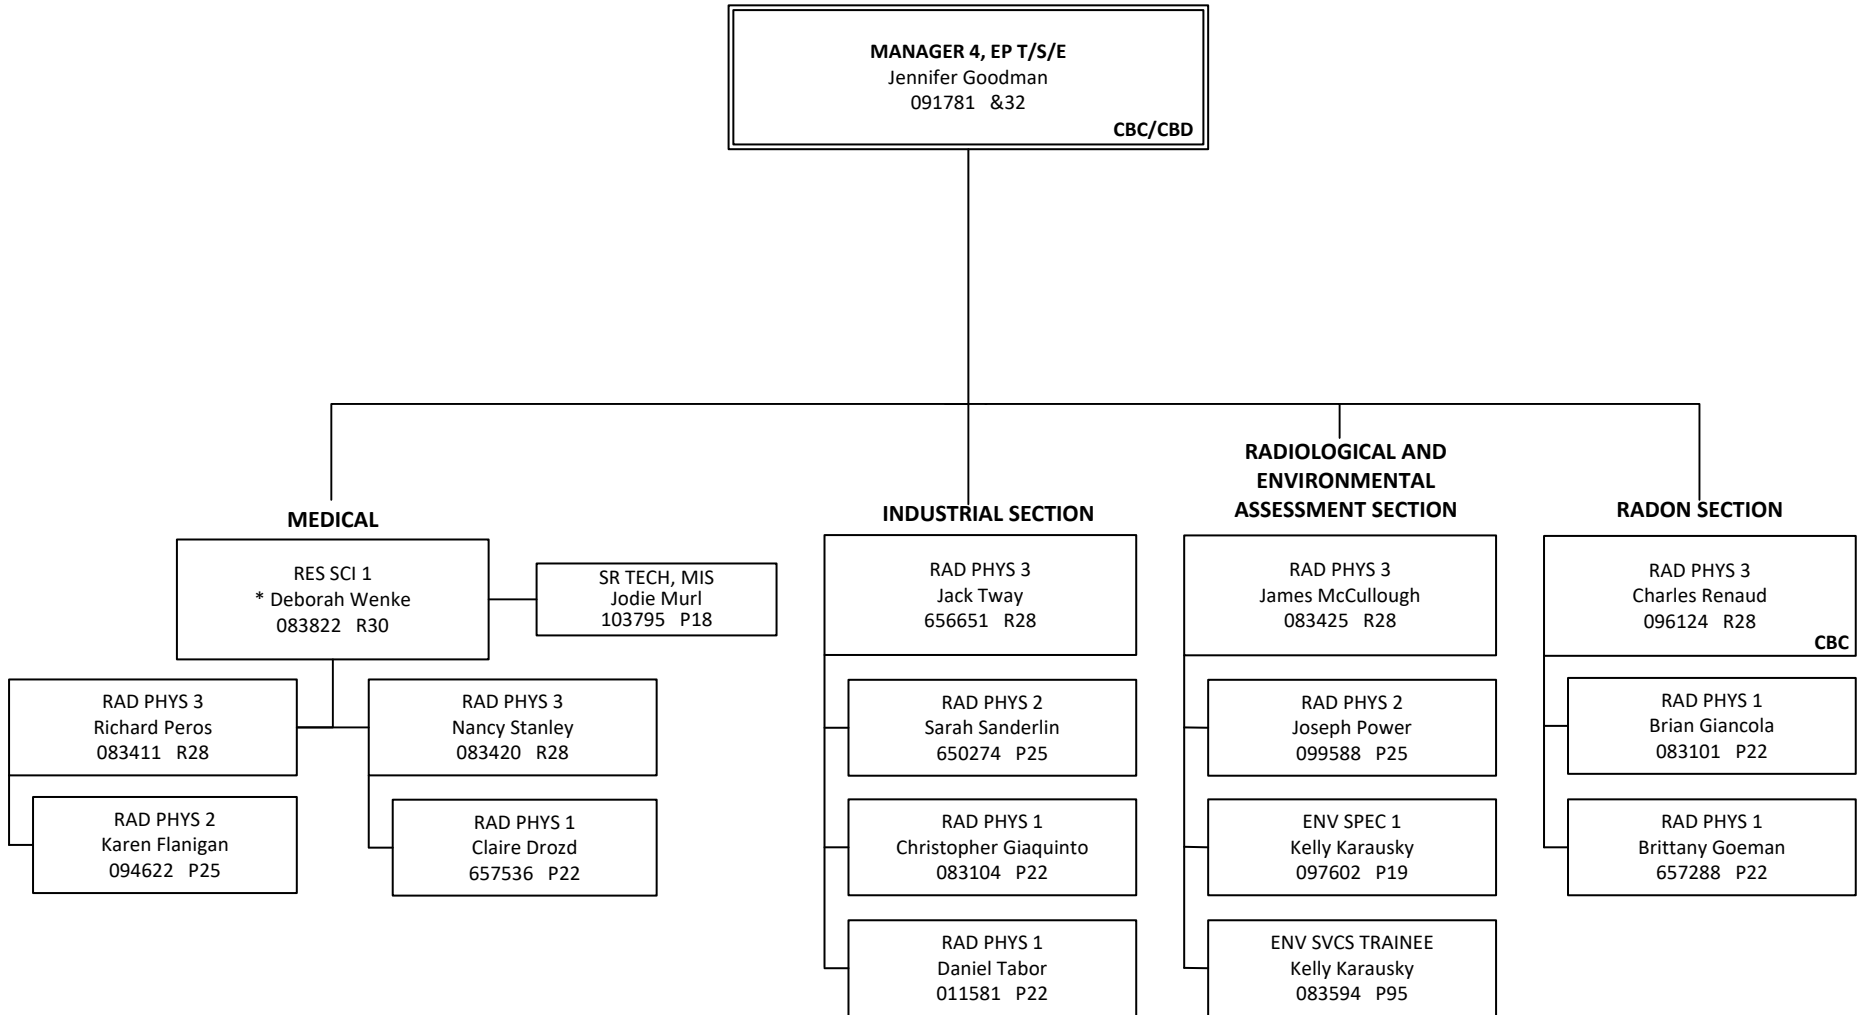 MANAGER 4, EP T/S/E
Jennifer Goodman
091781 &32
CBC/CBD
MEDICAL
RES SCI 1
* Deborah Wenke
083822 R30
SR TECH, MIS
Jodie Murl
103795 P18
RAD PHYS 3
Richard Peros
083411 R28
RAD PHYS 2
Karen Flanigan
094622 P25
RAD PHYS 3
Nancy Stanley
083420 R28
RAD PHYS 1
Claire Drozd
657536 P22
INDUSTRIAL SECTION
RAD PHYS 3
Jack Tway
656651 R28
RAD PHYS 2
Sarah Sanderlin
650274 P25
RAD PHYS 1
Christopher Giaquinto
083104 P22
RAD PHYS 1
Daniel Tabor
011581 P22
RADIOLOGICAL AND
ENVIRONMENTAL
ASSESSMENT SECTION
RAD PHYS 3
James McCullough
083425 R28
RAD PHYS 2
Joseph Power
099588 P25
ENV SPEC 1
Kelly Karausky
097602 P19
ENV SVCS TRAINEE
Kelly Karausky
083594 P95
RADON SECTION
RAD PHYS 3
Charles Renaud
096124 R28
CBC
RAD PHYS 1
Brian Giancola
083101 P22
RAD PHYS 1
Brittany Goeman
657288 P22